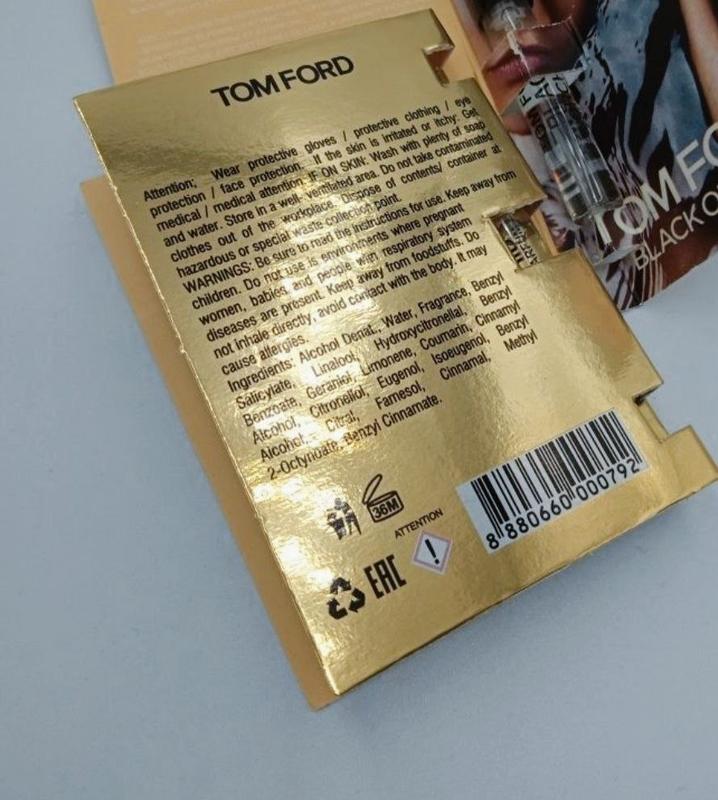 TOM FORD
Attention: Wear protective gloves / protective clothing / eye
protection / face protection. If the skin is irritated or itchy: Get
medical / medical attention. IF ON SKIN: Wash with plenty of soap
and water. Store in a well ventilated area. Do not take contaminated
clothes out of the workplace. Dispose of contents/ container at
hazardous or special waste collection point.
WARNINGS: Be sure to read the instructions for use. Keep away from
children. Do not use in environments where pregnant
women, babies and people with respiratory system
diseases are present. Keep away from foodstuffs. Do
not inhale directly, avoid contact with the body. It may
cause allergies.
Ingredients: Alcohol Denat., Water, Fragrance, Benzyl
Salicylate, Linalool, Hydroxycitronellal, Benzyl
Benzoate, Geraniol, Limonene, Coumarin, Cinnamyl
Alcohol, Citronellol, Eugenol, Isoeugenol, Benzyl
Alcohol, Citral, Farnesol, Cinnamal, Methyl
2-Octynoate, Benzyl Cinnamate.
36M
ATTENTION
EAC
8 880660 000792
TOM FO
BLACK O